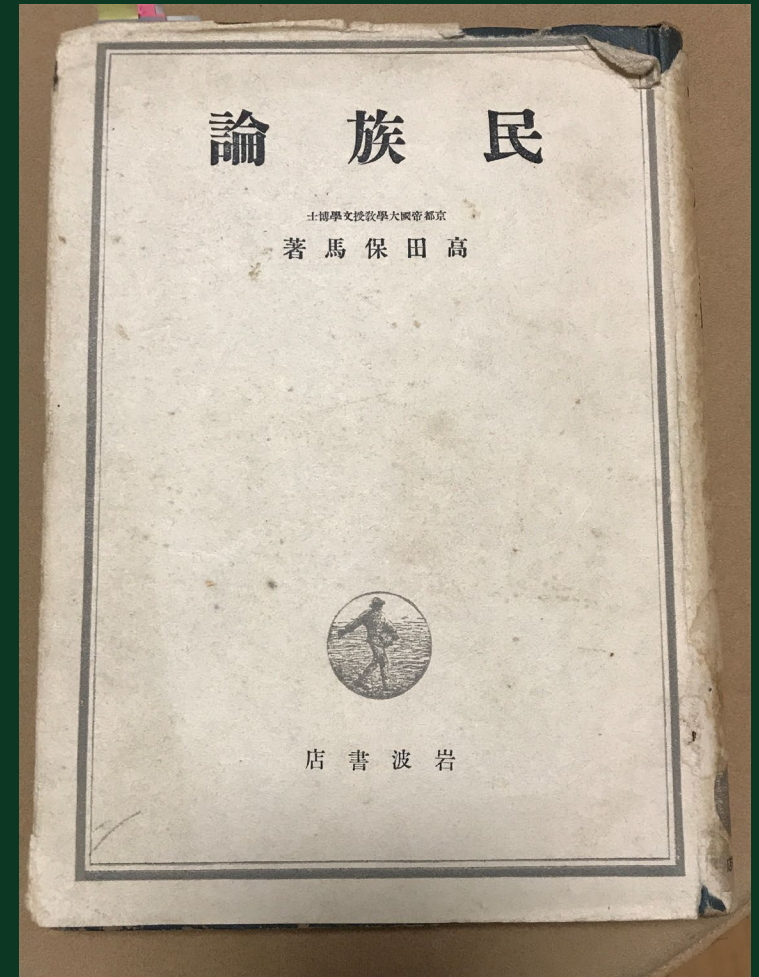 民族論
京都帝國大學敎授文學博士
高田保馬著
岩波書店